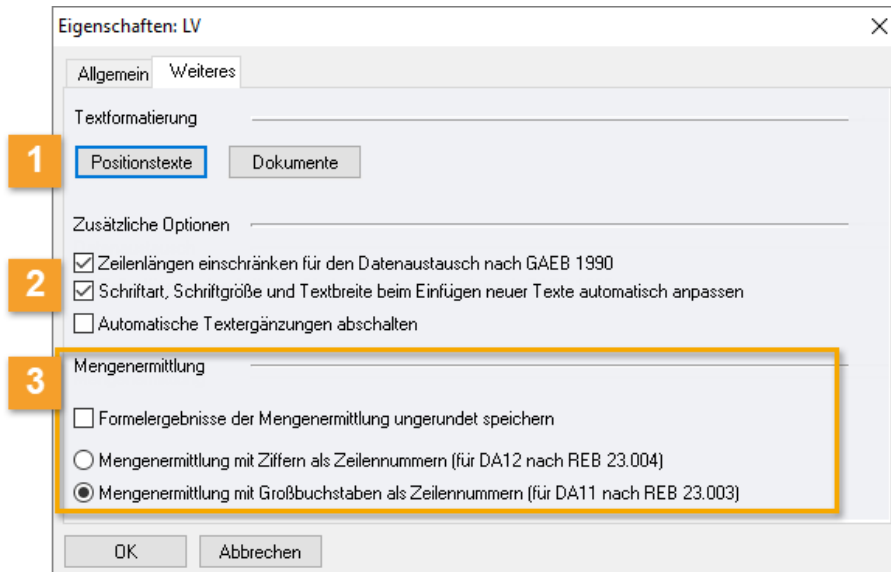 Eigenschaften: LV
Allgemein Weiteres
Textformatierung
1 Positionstexte Dokumente
Zusätzliche Optionen
Zeilenlängen einschränken für den Datenaustausch nach GAEB 1990
2 Schriftart, Schriftgröße und Textbreite beim Einfügen neuer Texte automatisch anpassen
Automatische Textergänzungen abschalten
Mengenermittlung
3
Formelergebnisse der Mengenermittlung ungerundet speichern
Mengenermittlung mit Ziffern als Zeilennummern (für DA12 nach REB 23.004)
Mengenermittlung mit Großbuchstaben als Zeilennummern (für DA11 nach REB 23.003)
OK Abbrechen